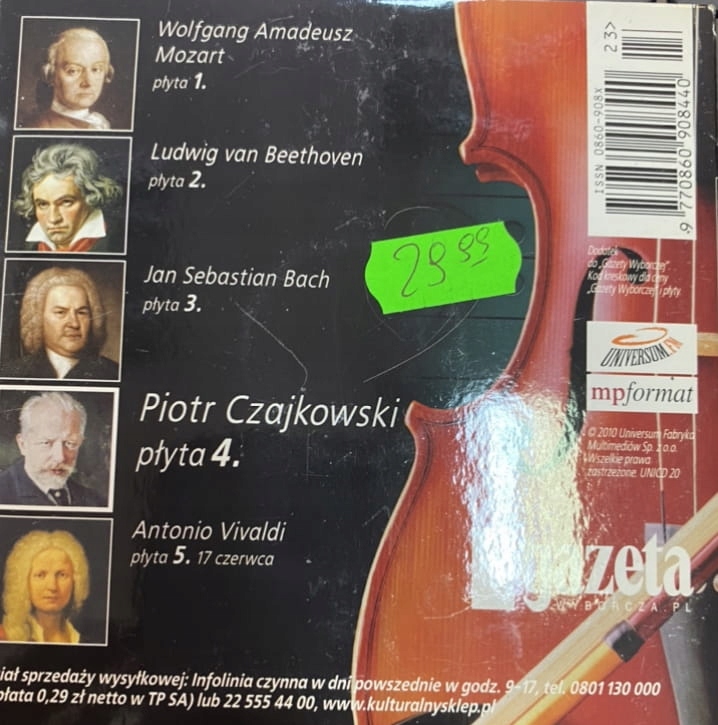 Wolfgang Amadeusz
Mozart
płyta 1.
Ludwig van Beethoven
płyta 2.
Jan Sebastian Bach
płyta 3.
Piotr Czajkowski
płyta 4.
Antonio Vivaldi
płyta 5. 17 czerwca
29 99
23>
ISSN 0860-908X
9 770860 908440
Dodatek
do „Gazety Wyborczej”.
Kod kreskowy dla ceny
„Gazety Wyborczej” i płyty.
UNIVERSUM.FM
mpformat
© 2010 Universum Fabryka
Multimediów Sp. z o.o.
Wszelkie prawa
zastrzeżone. UNICD 20
gazeta
WYBORCZA.PL
sprzedaży wysyłkowej: Infolinia czynna w dni powszednie w godz. 9-17, tel. 0801 130 000
0,29 zł netto w TP SA) lub 22 555 44 00, www.kulturalnysklep.pl